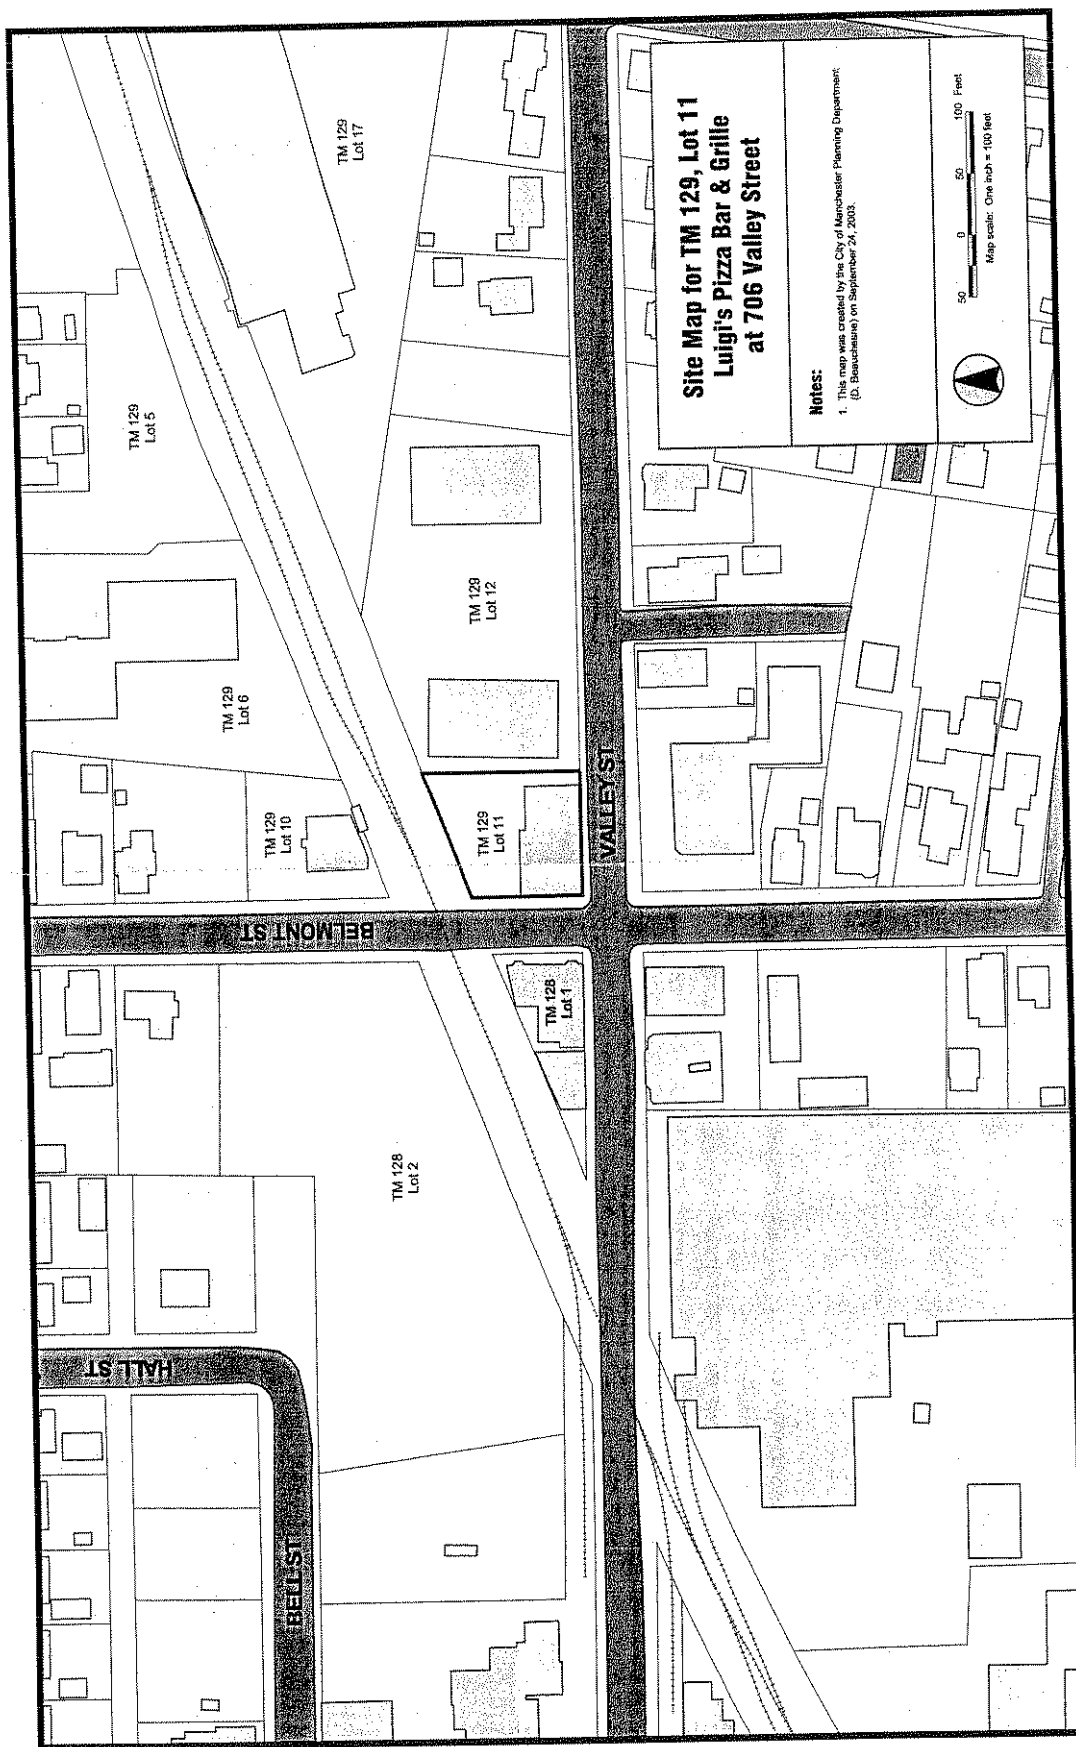 Site Map for TM 129, Lot 11
Luigi's Pizza Bar & Grille
at 706 Valley Street
Notes:
1. This map was created by the City of Manchester Planning Department
(D. Beauchesne) on September 24, 2003.
50 0 50 100 Feet
Map scale: One inch = 100 feet
HALL ST
BELL ST
BELMONT ST
VALLEY ST
TM 128
Lot 2
TM 128
Lot 1
TM 129
Lot 10
TM 129
Lot 6
TM 129
Lot 5
TM 129
Lot 17
TM 129
Lot 11
TM 129
Lot 12